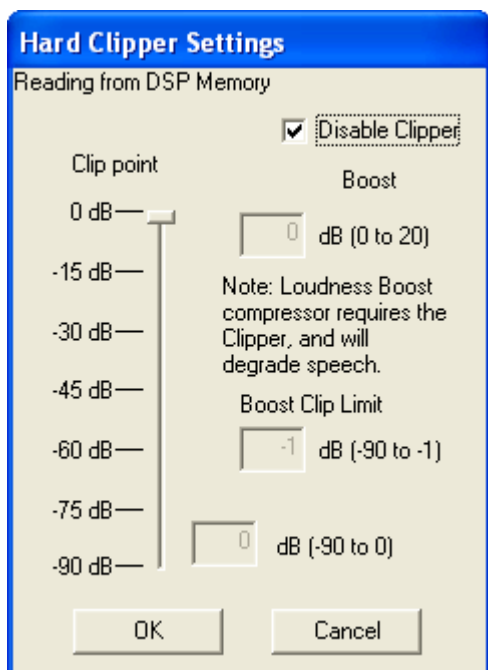 Hard Clipper Settings
Reading from DSP Memory
Disable Clipper
Clip point
Boost
0 dB
0 dB (0 to 20)
-15 dB
Note: Loudness Boost
compressor requires the
Clipper, and will
degrade speech.
-30 dB
-45 dB
Boost Clip Limit
-60 dB
-1 dB (-90 to -1)
-75 dB
0 dB (-90 to 0)
-90 dB
OK
Cancel